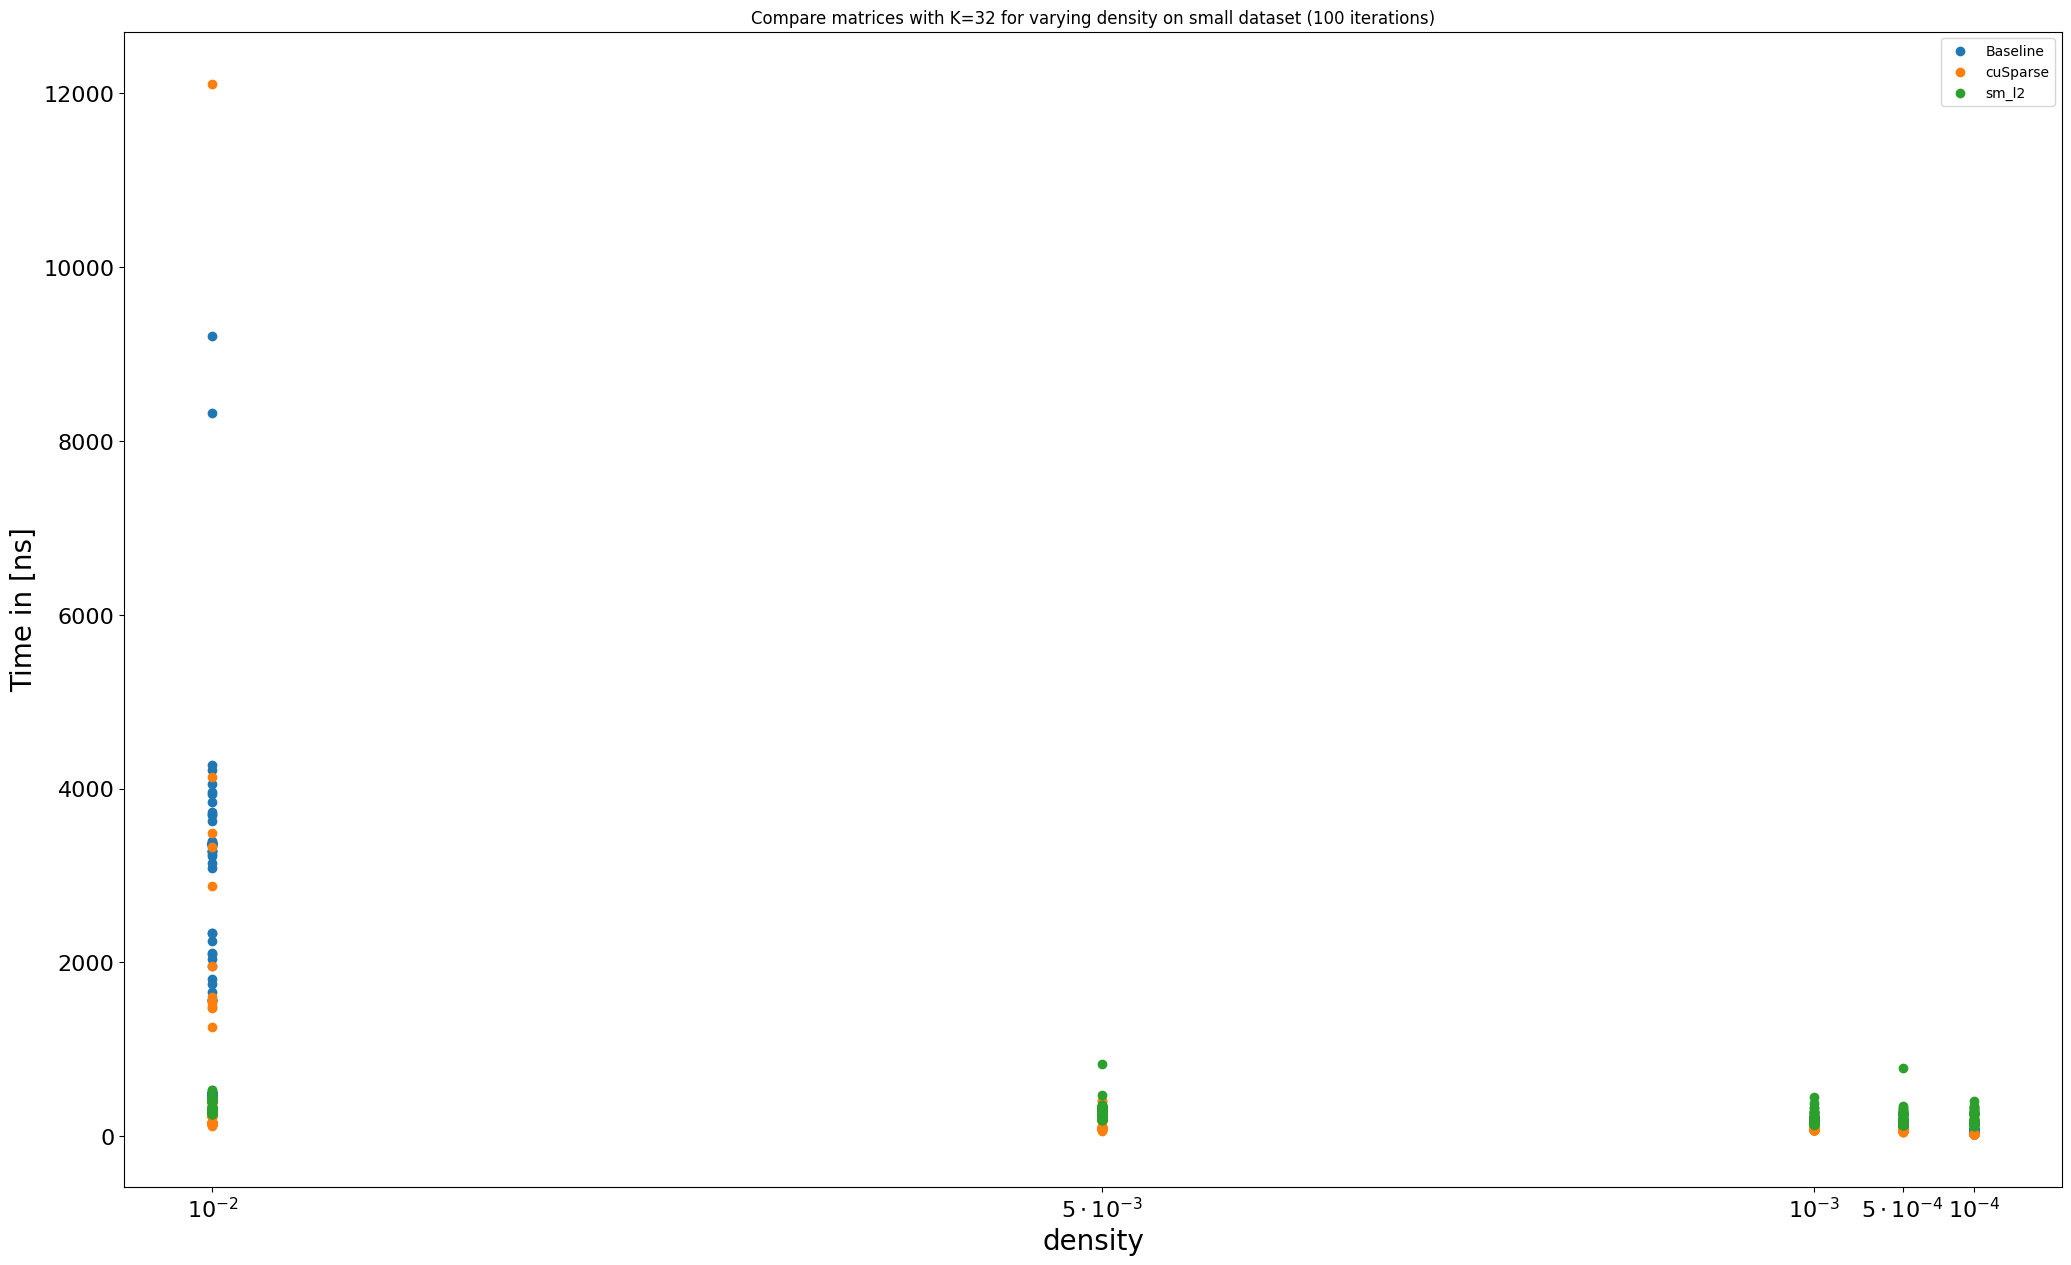 Compare matrices with K=32 for varying density on small dataset (100 iterations)
Baseline
cuSparse
sm_l2
12000
10000
8000
6000
4000
2000
0
Time in [ns]
10⁻² 5·10⁻³ 10⁻³ 5·10⁻⁴ 10⁻⁴
density